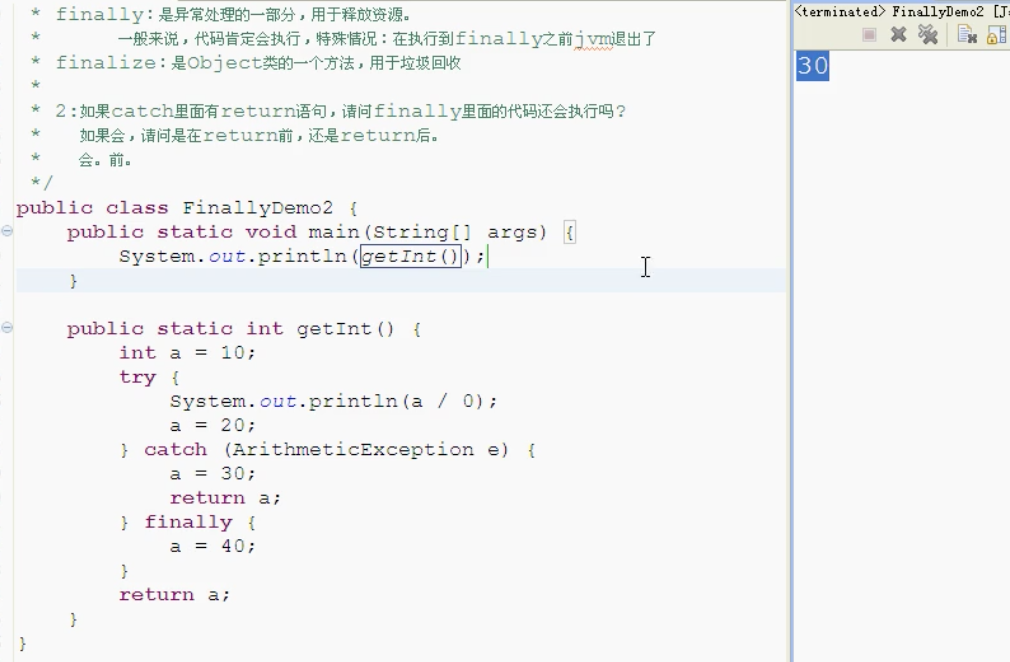 * finally：是异常处理的一部分，用于释放资源。
* 一般来说，代码肯定会执行，特殊情况：在执行到finally之前jvm退出了
* finalize：是Object类的一个方法，用于垃圾回收
*
* 2:如果catch里面有return语句，请问finally里面的代码还会执行吗?
* 如果会，请问是在return前，还是return后。
* 会。前。
*/
public class FinallyDemo2 {
public static void main(String[] args) {
System.out.println(getInt());
}
public static int getInt() {
int a = 10;
try {
System.out.println(a / 0);
a = 20;
} catch (ArithmeticException e) {
a = 30;
return a;
} finally {
a = 40;
}
return a;
}
}
<terminated> FinallyDemo2 [J
30